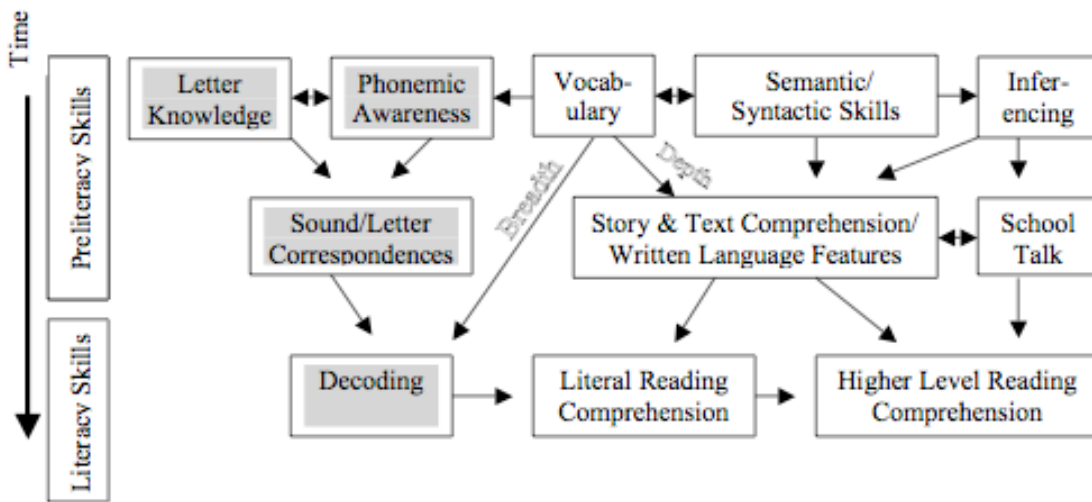 Time
Preliteracy Skills
Literacy Skills
Letter
Knowledge
Phonemic
Awareness
Vocab-
ulary
Semantic/
Syntactic Skills
Infer-
encing
Breadth
Depth
Sound/Letter
Correspondences
Story & Text Comprehension/
Written Language Features
School
Talk
Decoding
Literal Reading
Comprehension
Higher Level Reading
Comprehension